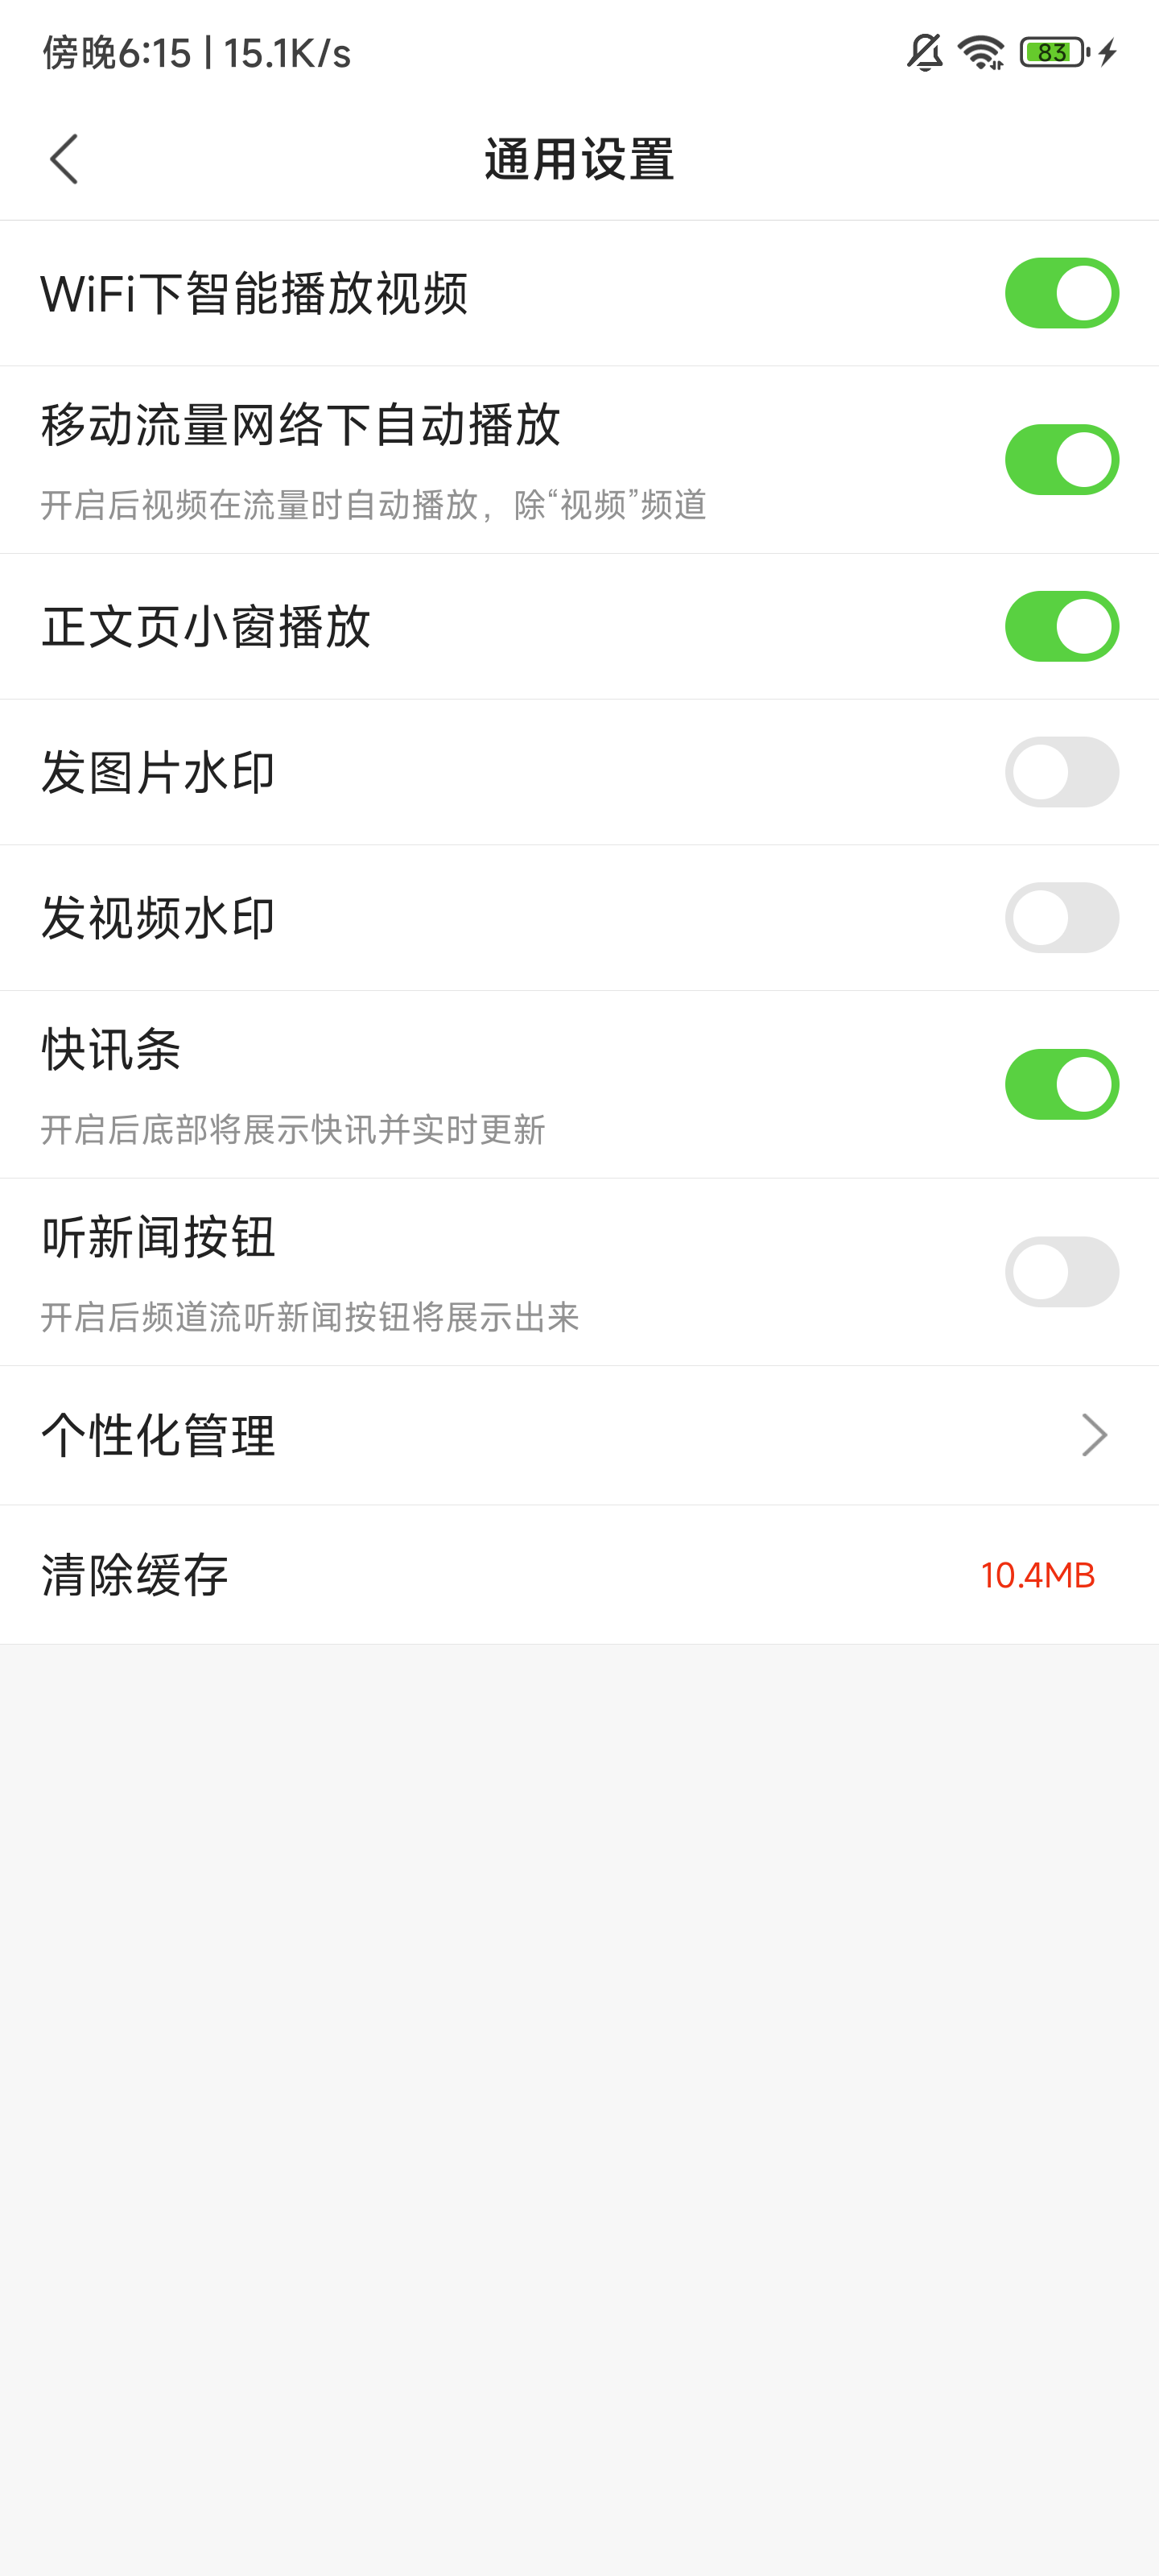 傍晚6:15 | 15.1K/s
83
通用设置
WiFi下智能播放视频
移动流量网络下自动播放
开启后视频在流量时自动播放，除“视频”频道
正文页小窗播放
发图片水印
发视频水印
快讯条
开启后底部将展示快讯并实时更新
听新闻按钮
开启后频道流听新闻按钮将展示出来
个性化管理
清除缓存
10.4MB